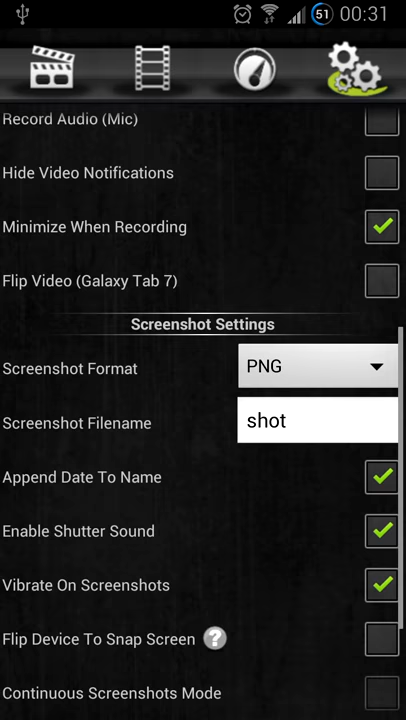 51 00:31
Record Audio (Mic)
Hide Video Notifications
Minimize When Recording
Flip Video (Galaxy Tab 7)
Screenshot Settings
Screenshot Format PNG
Screenshot Filename shot
Append Date To Name
Enable Shutter Sound
Vibrate On Screenshots
Flip Device To Snap Screen ?
Continuous Screenshots Mode